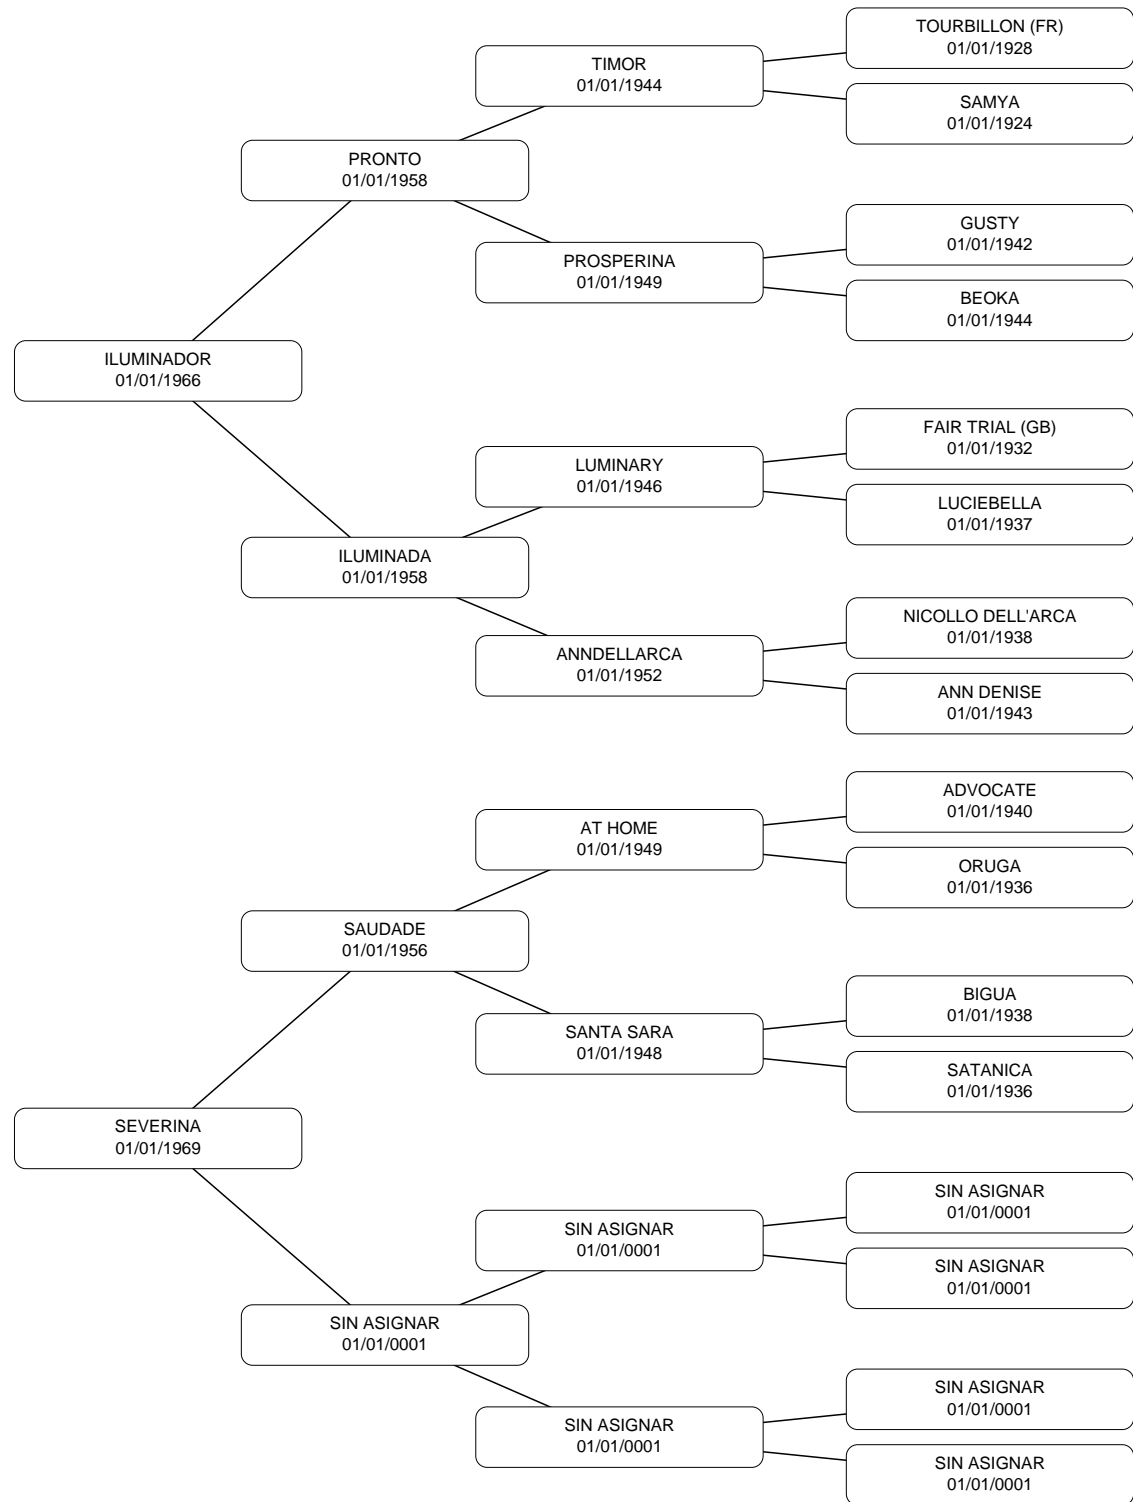 TOURBILLON (FR)
01/01/1928
TIMOR
01/01/1944
SAMYA
01/01/1924
PRONTO
01/01/1958
GUSTY
01/01/1942
PROSPERINA
01/01/1949
BEOKA
01/01/1944
ILUMINADOR
01/01/1966
FAIR TRIAL (GB)
01/01/1932
LUMINARY
01/01/1946
LUCIEBELLA
01/01/1937
ILUMINADA
01/01/1958
NICOLLO DELL'ARCA
01/01/1938
ANNDELLARCA
01/01/1952
ANN DENISE
01/01/1943
ADVOCATE
01/01/1940
AT HOME
01/01/1949
ORUGA
01/01/1936
SAUDADE
01/01/1956
BIGUA
01/01/1938
SANTA SARA
01/01/1948
SATANICA
01/01/1936
SEVERINA
01/01/1969
SIN ASIGNAR
01/01/0001
SIN ASIGNAR
01/01/0001
SIN ASIGNAR
01/01/0001
SIN ASIGNAR
01/01/0001
SIN ASIGNAR
01/01/0001
SIN ASIGNAR
01/01/0001
SIN ASIGNAR
01/01/0001